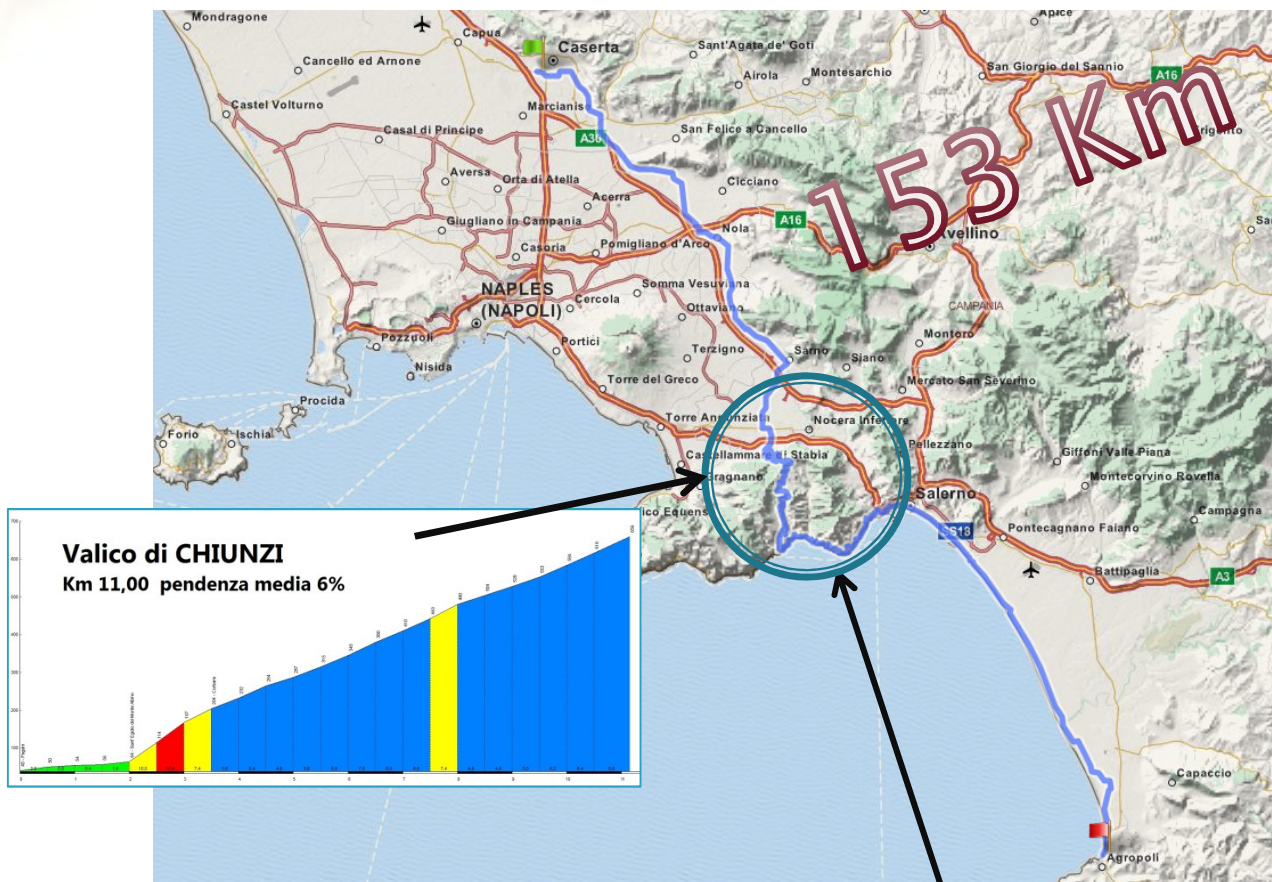 Mondragone
Capua
Caserta
Sant'Agata de' Goti
Apice
Cancello ed Arnone
Airola
Montesarchio
San Giorgio del Sannio
A16
Castel Volturno
Marcianis
153 Km
Casal di Principe
San Felice a Cancello
Aversa
Orta di Atella
Acerra
Cicciano
Giugliano in Campania
A16
Nola
Avellino
Casoria
Pomigliano d'Arco
NAPLES
(NAPOLI)
Cercola
Somma Vesuviana
Ottaviano
CAMPANIA
Pozzuoli
Portici
Montoro
Nisida
Terzigno
Sarno
Siano
Torre del Greco
Mercato San Severino
Procida
Torre Annunziata
Nocera Inferiore
Forio
Ischia
Pellezzano
Giffoni Valle Piana
Castellammare di Stabia
Montecorvino Rovella
ragnano
Salerno
ico Equens
Campagna
Pontecagnano Faiano
Battipaglia
A3
Capaccio
Agropoli
Valico di CHIUNZI
Km 11,00 pendenza media 6%